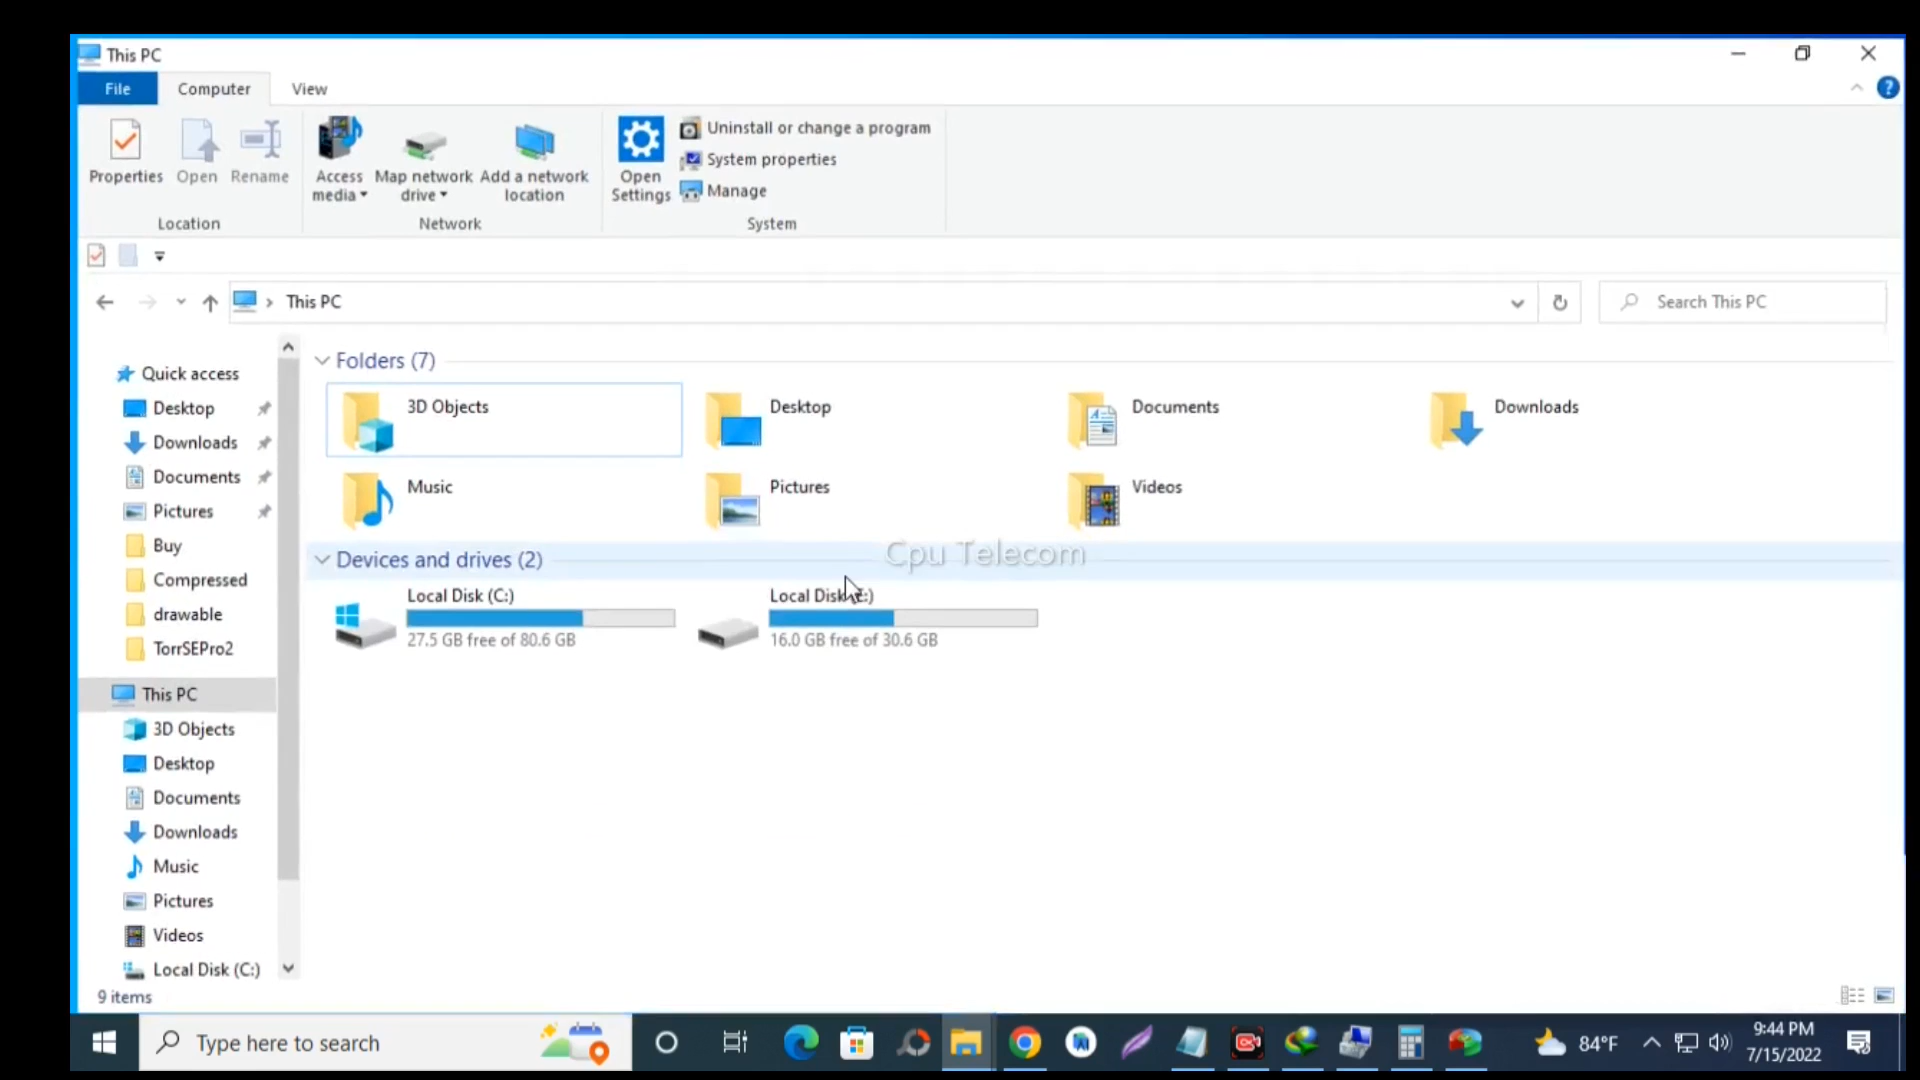 This PC
File
Computer
View
Properties
Open
Rename
Access media
Map network drive
Add a network location
Open Settings
Uninstall or change a program
System properties
Manage
Location
Network
System
This PC
Search This PC
Quick access
Desktop
Downloads
Documents
Pictures
Buy
Compressed
drawable
TorrSEPro2
This PC
3D Objects
Desktop
Documents
Downloads
Music
Pictures
Videos
Local Disk (C:)
9 items
Folders (7)
3D Objects
Desktop
Documents
Downloads
Music
Pictures
Videos
Devices and drives (2)
Cpu Telecom
Local Disk (C:)
27.5 GB free of 80.6 GB
Local Disk
16.0 GB free of 30.6 GB
Type here to search
84°F
9:44 PM
7/15/2022